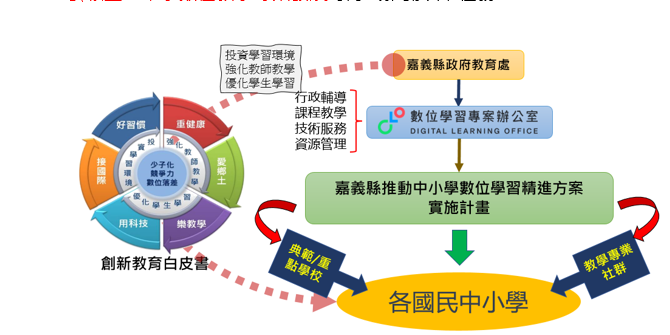 投資學習環境
強化教師教學
優化學生學習
嘉義縣政府教育處
行政輔導
課程教學
技術服務
資源管理
數位學習專案辦公室
DIGITAL LEARNING OFFICE
好習慣
重健康
愛鄉土
樂教學
用科技
接國際
投資學習環境
強化教師教學
優化學生學習
少子化
競爭力
數位落差
創新教育白皮書
嘉義縣推動中小學數位學習精進方案
實施計畫
典範/重
點學校
教學專業
社群
各國民中小學